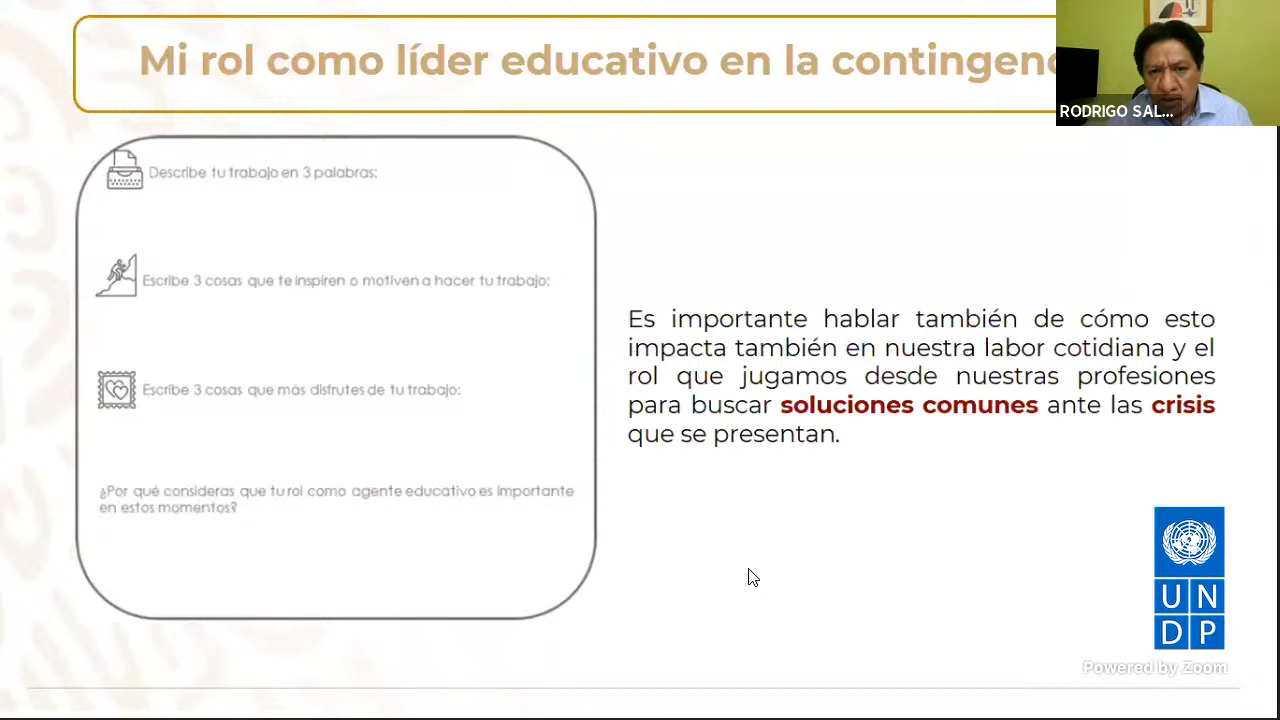 Mi rol como líder educativo en la contingenc
RODRIGO SAL...
Describe tu trabajo en 3 palabras:
Escribe 3 cosas que te inspiren o motiven a hacer tu trabajo:
Escribe 3 cosas que más disfrutes de tu trabajo:
¿Por qué consideras que tu rol como agente educativo es importante
en estos momentos?
Es importante hablar también de cómo esto
impacta también en nuestra labor cotidiana y el
rol que jugamos desde nuestras profesiones
para buscar soluciones comunes ante las crisis
que se presentan.
U N
D P
Powered by Zoom